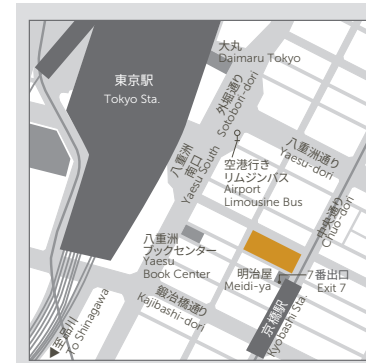 大丸
Daimaru Tokyo
東京駅
Tokyo Sta.
外堀通り
Sotobori-dori
八重洲通り
Yaesu-dori
八重洲
南口
Yaesu South
空港行き
リムジンバス
Airport
Limousine Bus
中央通り
Chuo-dori
八重洲
ブックセンター
Yaesu
Book Center
明治屋
Meidi-ya
7番出口
Exit 7
鍛冶橋通り
Kajibashi-dori
京橋駅
Kyobashi Sta.
至品川
To Shinagawa